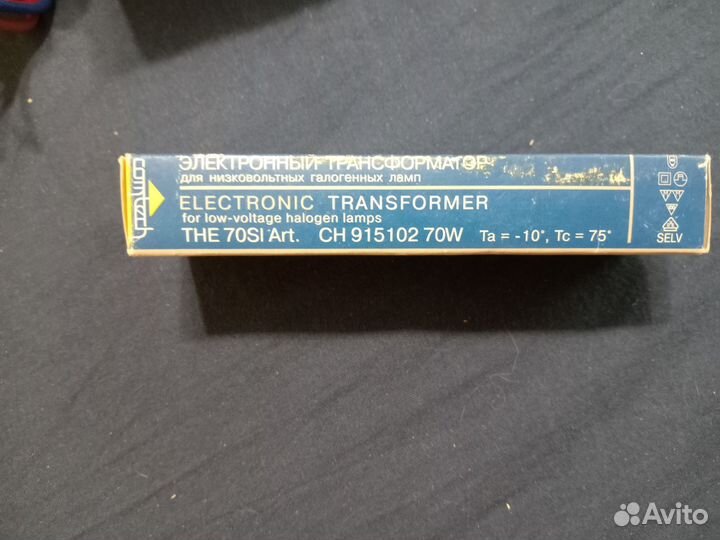 ЭЛЕКТРОННЫЙ ТРАНСФОРМАТОР
для низковольтных галогенных ламп
ELECTRONIC TRANSFORMER
for low-voltage halogen lamps
THE 70SI Art. CH 915102 70W Ta = -10°, Tc = 75°
SELV
Avito